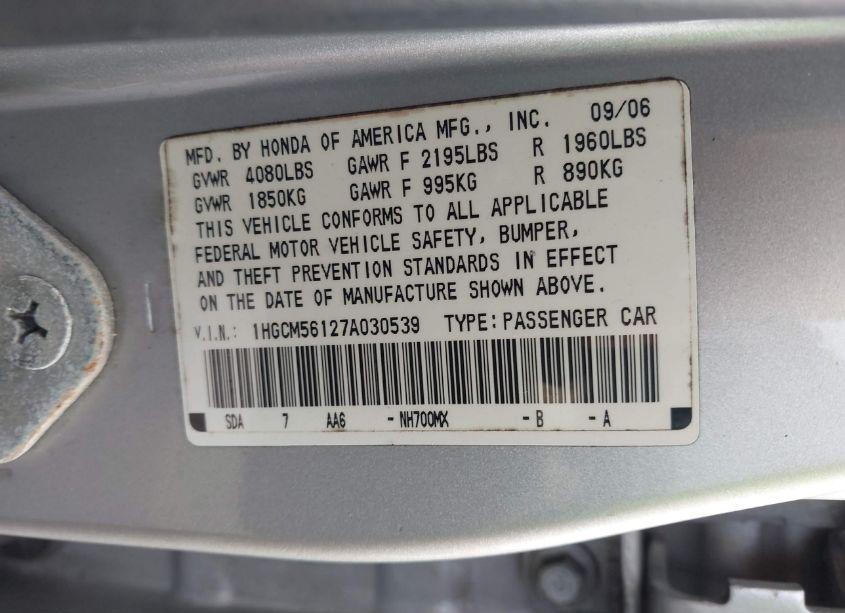 MFD. BY HONDA OF AMERICA MFG., INC. 09/06
GVWR 4080LBS GAWR F 2195LBS R 1960LBS
GVWR 1850KG GAWR F 995KG R 890KG
THIS VEHICLE CONFORMS TO ALL APPLICABLE
FEDERAL MOTOR VEHICLE SAFETY, BUMPER,
AND THEFT PREVENTION STANDARDS IN EFFECT
ON THE DATE OF MANUFACTURE SHOWN ABOVE.
V.I.N.: 1HGCM56127A030539 TYPE: PASSENGER CAR
SDA 7 AA6 -NH700MX -B -A